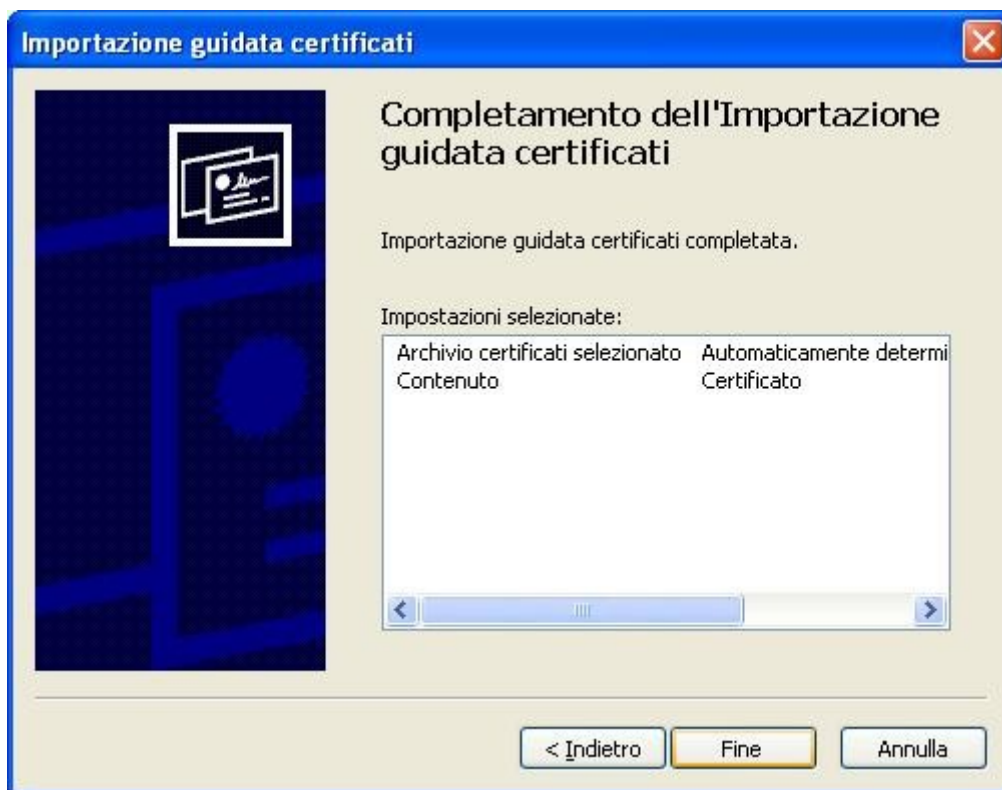 Importazione guidata certificati
Completamento dell'Importazione
guidata certificati
Importazione guidata certificati completata.
Impostazioni selezionate:
Archivio certificati selezionato Automaticamente determi
Contenuto Certificato
< Indietro Fine Annulla